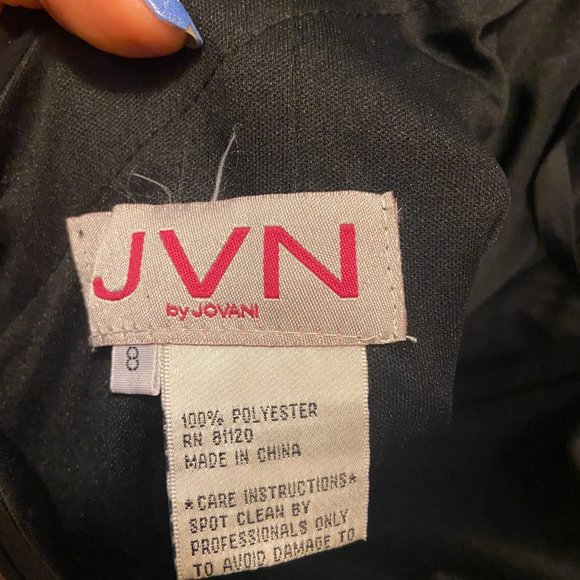 JVN
by JOVANI
8
100% POLYESTER
RN 81120
MADE IN CHINA
*CARE INSTRUCTIONS*
SPOT CLEAN BY
PROFESSIONALS ONLY
TO AVOID DAMAGE TO